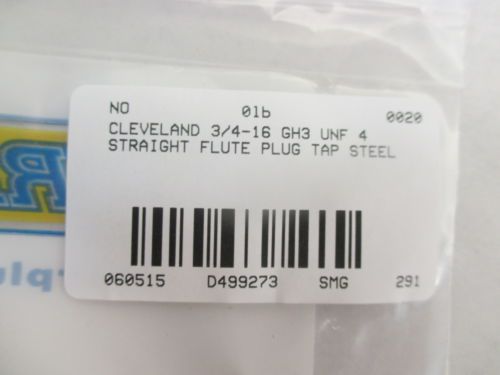 NO 01b 0020
CLEVELAND 3/4-16 GH3 UNF 4
STRAIGHT FLUTE PLUG TAP STEEL
060515 D499273 SMG 291